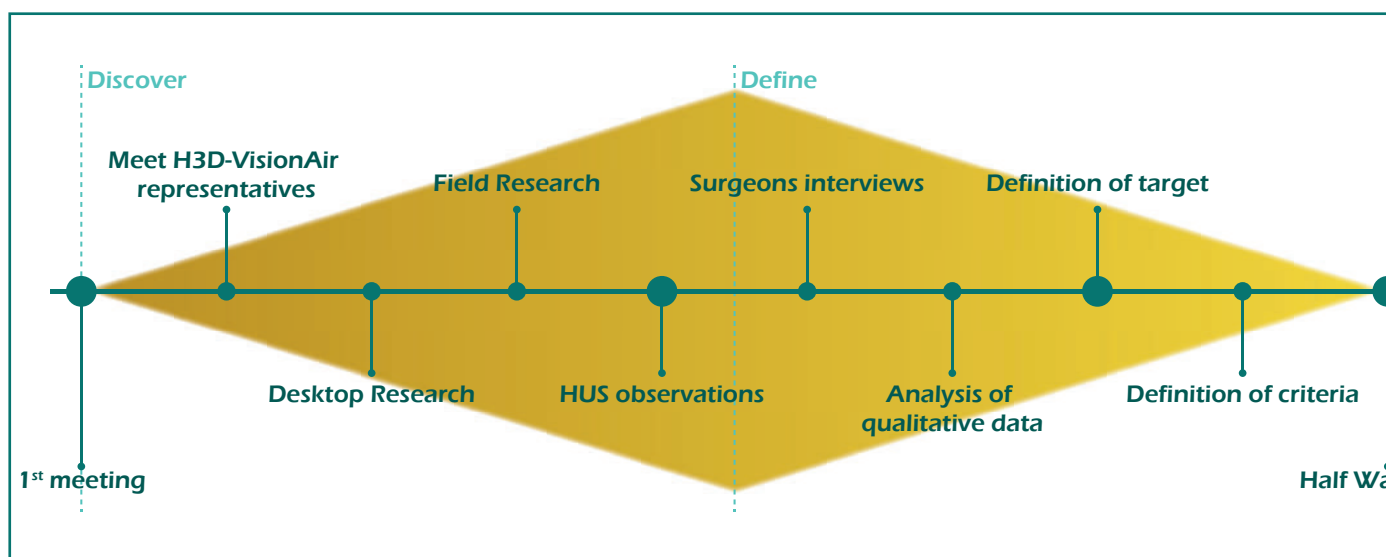 Discover
Define
Meet H3D-VisionAir
representatives
Field Research
Surgeons interviews
Definition of target
Desktop Research
HUS observations
Analysis of
qualitative data
Definition of criteria
1st meeting
Half